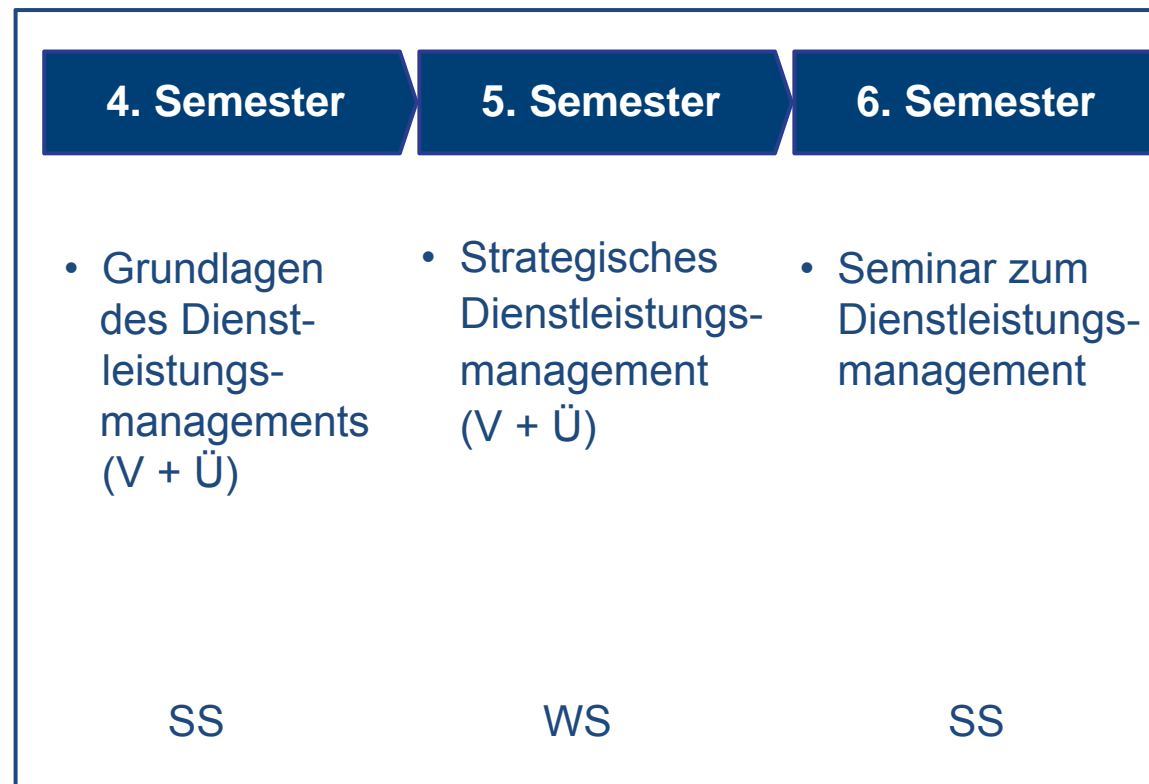 4. Semester
5. Semester
6. Semester
• Grundlagen
des Dienst-
leistungs-
managements
(V + Ü)
• Strategisches
Dienstleistungs-
management
(V + Ü)
• Seminar zum
Dienstleistungs-
management
SS
WS
SS